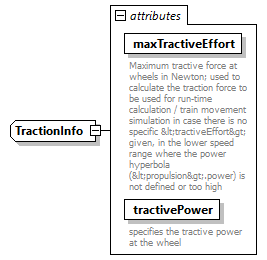 attributes
maxTractiveEffort
Maximum tractive force at
wheels in Newton; used to
calculate the traction force to
be used for run-time
calculation / train movement
simulation in case there is no
specific &lt;tractiveEffort&gt;
given, in the lower speed
range where the power
hyperbola
(&lt;propulsion&gt;.power) is
not defined or too high
TractionInfo
tractivePower
specifies the tractive power
at the wheel